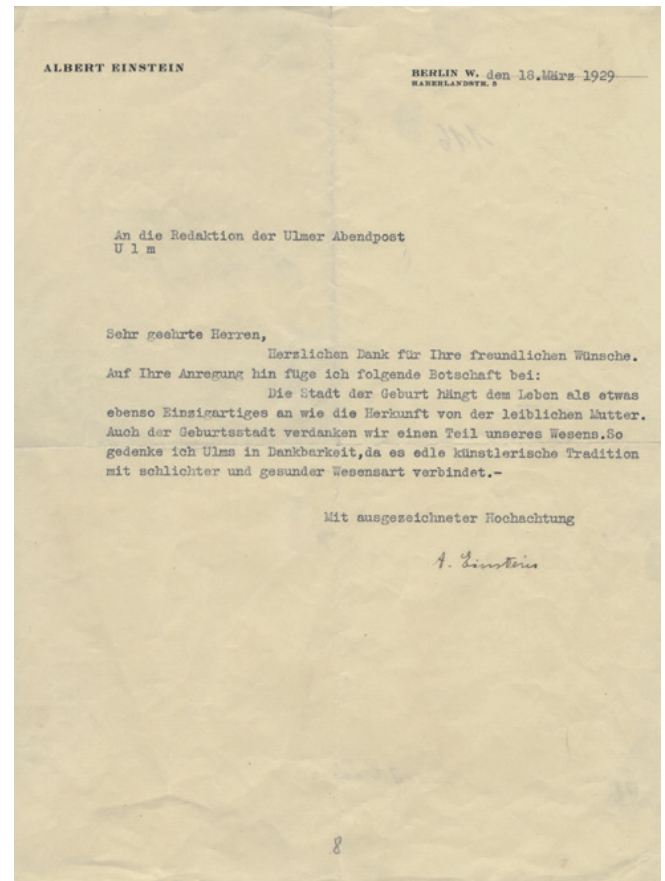 ALBERT EINSTEIN
BERLIN W. den 18.März 1929
HABERLANDSTR. 5
An die Redaktion der Ulmer Abendpost
U l m
Sehr geehrte Herren,
Herzlichen Dank für Ihre freundlichen Wünsche.
Auf Ihre Anregung hin füge ich folgende Botschaft bei:
Die Stadt der Geburt hängt dem Leben als etwas
ebenso Einzigartiges an wie die Herkunft von der leiblichen Mutter.
Auch der Geburtsstadt verdanken wir einen Teil unseres Wesens.So
gedenke ich Ulms in Dankbarkeit,da es edle künstlerische Tradition
mit schlichter und gesunder Wesensart verbindet.-
Mit ausgezeichneter Hochachtung
A. Einstein
8